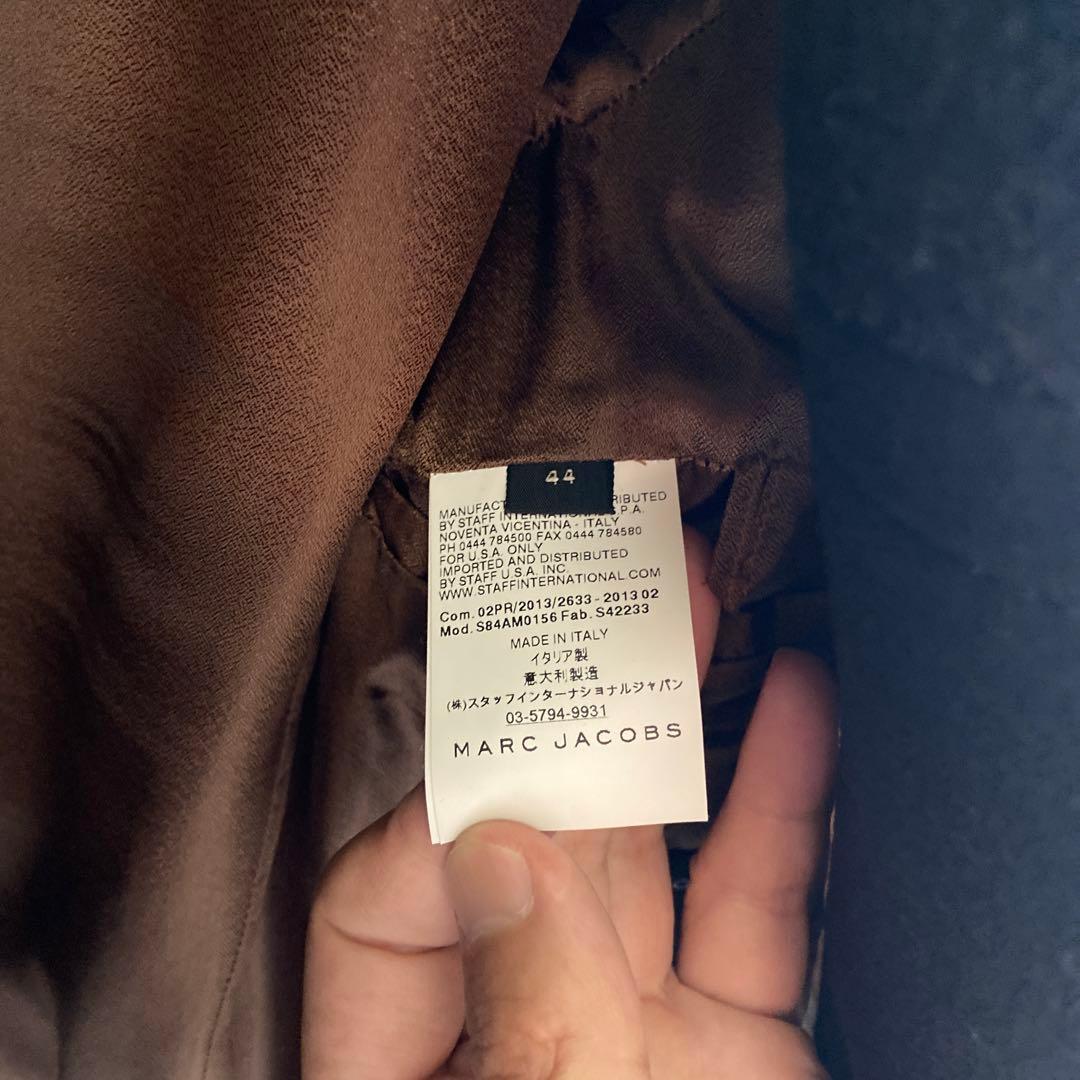 44
MANUFACT RIBUTED
BY STAFF INTERN S.P.A.
NOVENTA VICENTINA - ITALY
PH 0444 784500 FAX 0444 784580
FOR U.S.A. ONLY
IMPORTED AND DISTRIBUTED
BY STAFF U.S.A. INC
WWW.STAFFINTERNATIONAL.COM
Com. 02PR/2013/2633 - 2013 02
Mod. S84AM0156 Fab. S42233
MADE IN ITALY
イタリア製
意大利製造
(株)スタッフインターナショナルジャパン
03-5794-9931
MARC JACOBS